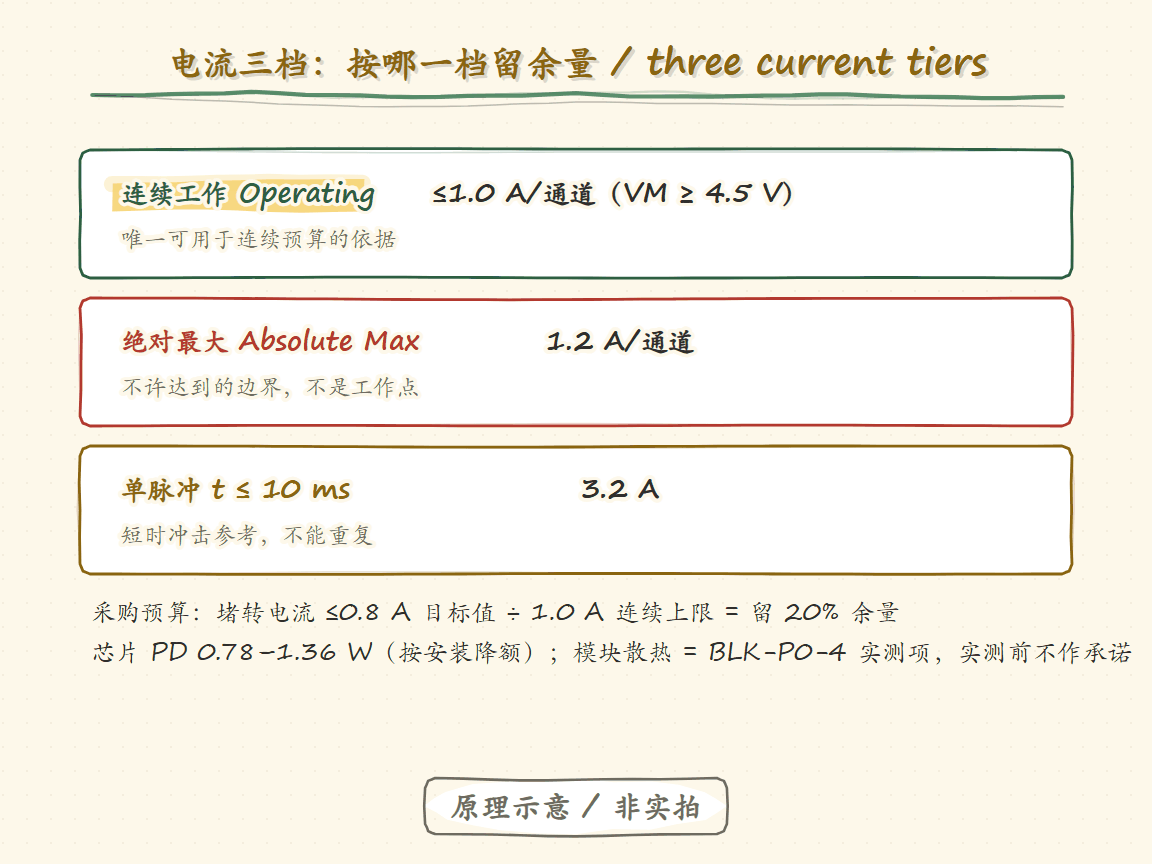 电流三档：按哪一档留余量 / three current tiers
连续工作 Operating ≤1.0 A/通道（VM ≥ 4.5 V）
唯一可用于连续预算的依据
绝对最大 Absolute Max 1.2 A/通道
不许达到的边界，不是工作点
单脉冲 t ≤ 10 ms 3.2 A
短时冲击参考，不能重复
采购预算：堵转电流 ≤0.8 A 目标值 ÷ 1.0 A 连续上限 = 留 20% 余量
芯片 PD 0.78–1.36 W（按安装降额）；模块散热 = BLK-P0-4 实测项，实测前不作承诺
原理示意 / 非实拍